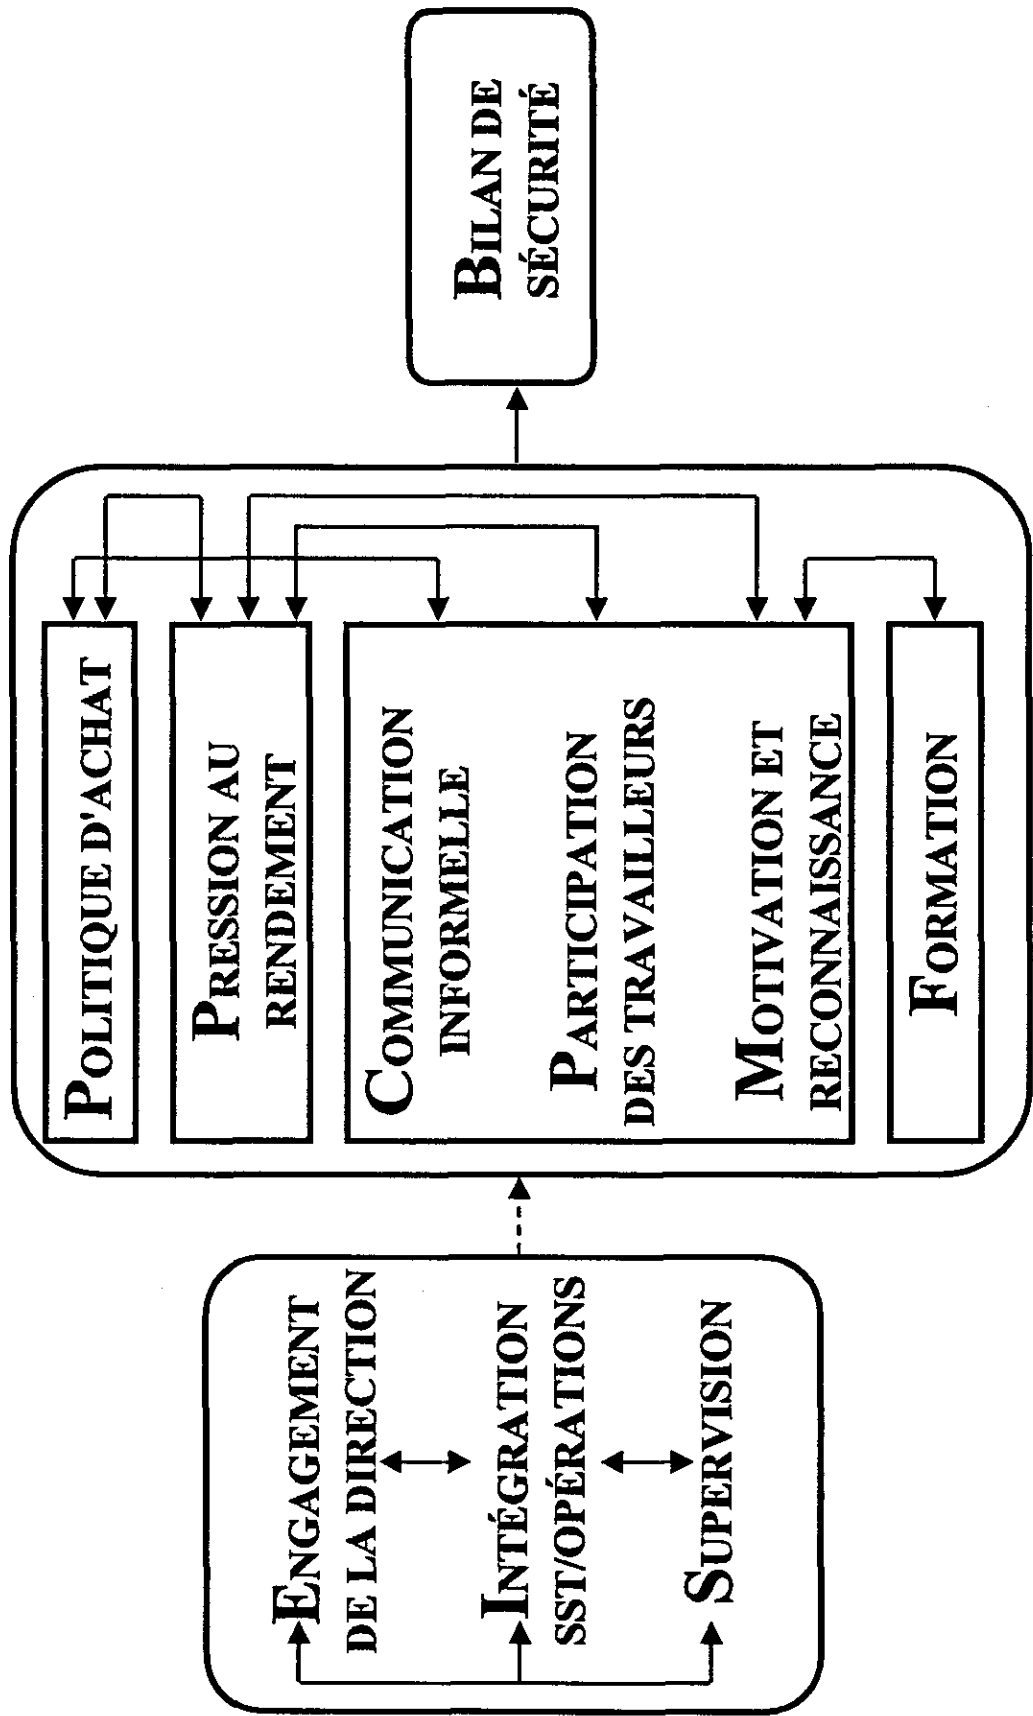 ENGAGEMENT
DE LA DIRECTION
INTÉGRATION
SST/OPÉRATIONS
SUPERVISION
POLITIQUE D'ACHAT
PRESSION AU
RENDEMENT
COMMUNICATION
INFORMELLE
PARTICIPATION
DES TRAVAILLEURS
MOTIVATION ET
RECONNAISSANCE
FORMATION
BILAN DE
SÉCURITÉ